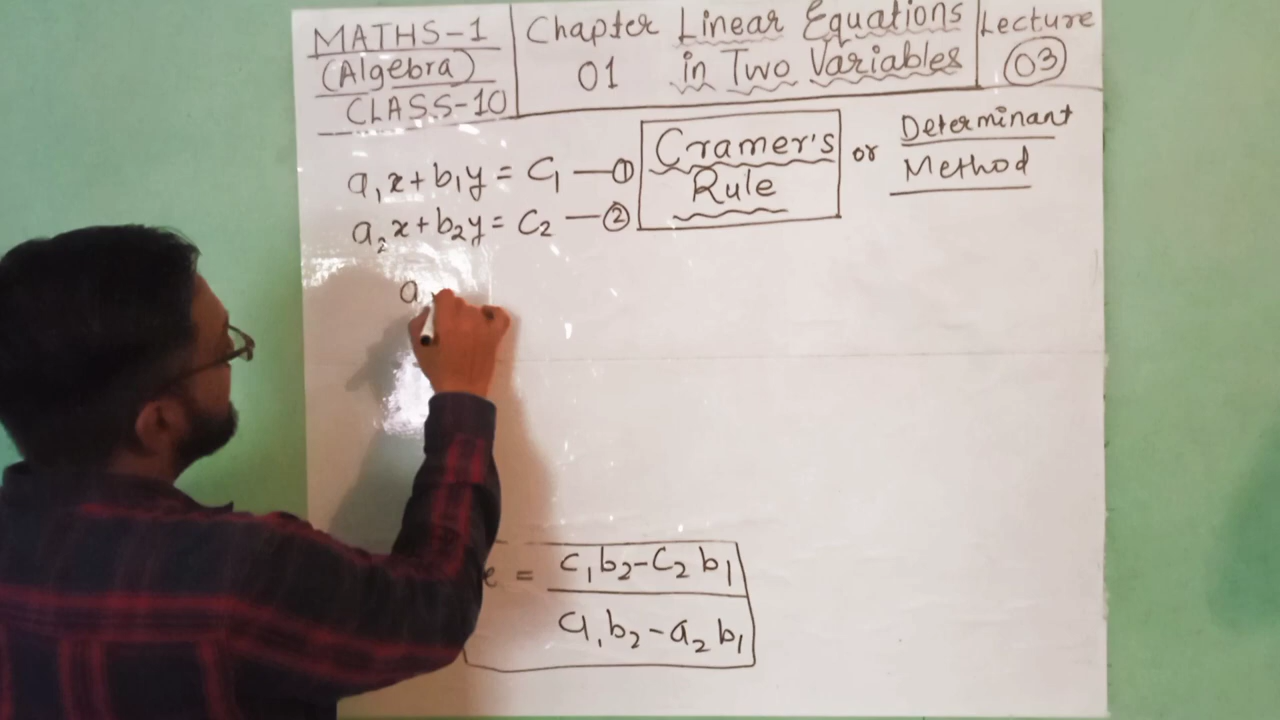 MATHS-1
(Algebra)
CLASS-10
Chapter 01
Linear Equations
in Two Variables
Lecture
03
a₁x+b₁y = C₁ —①
a₂x+b₂y = C₂ —②
Cramer's
Rule
or
Determinant
Method
a
= c₁b₂-C₂b₁
a₁b₂-a₂b₁